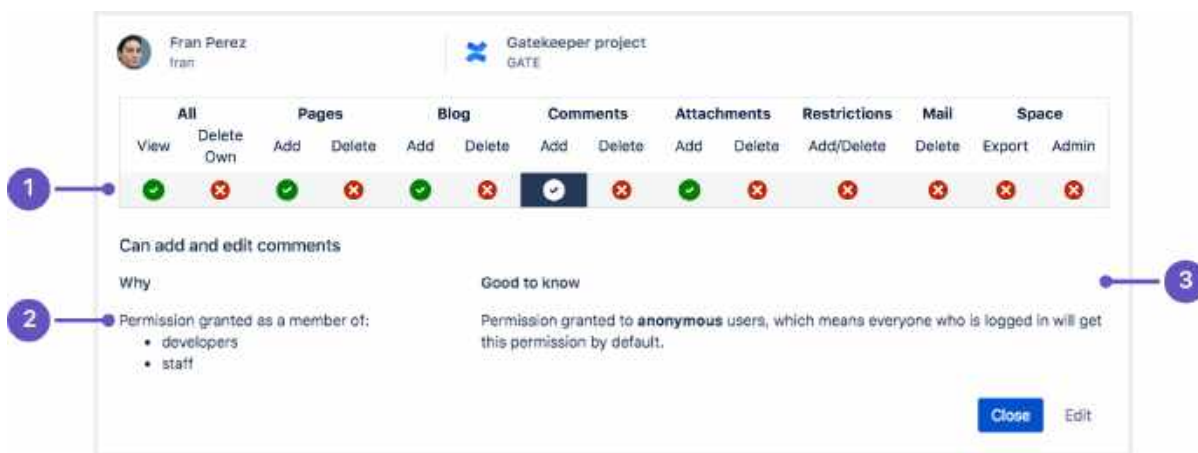 Fran Perez
fran
Gatekeeper project
GATE
All Pages Blog Comments Attachments Restrictions Mail Space
View Delete Own Add Delete Add Delete Add Delete Add Delete Add/Delete Delete Export Admin
1
Can add and edit comments
Why
Good to know
3
2
Permission granted as a member of:
• developers
• staff
Permission granted to anonymous users, which means everyone who is logged in will get
this permission by default.
Close Edit